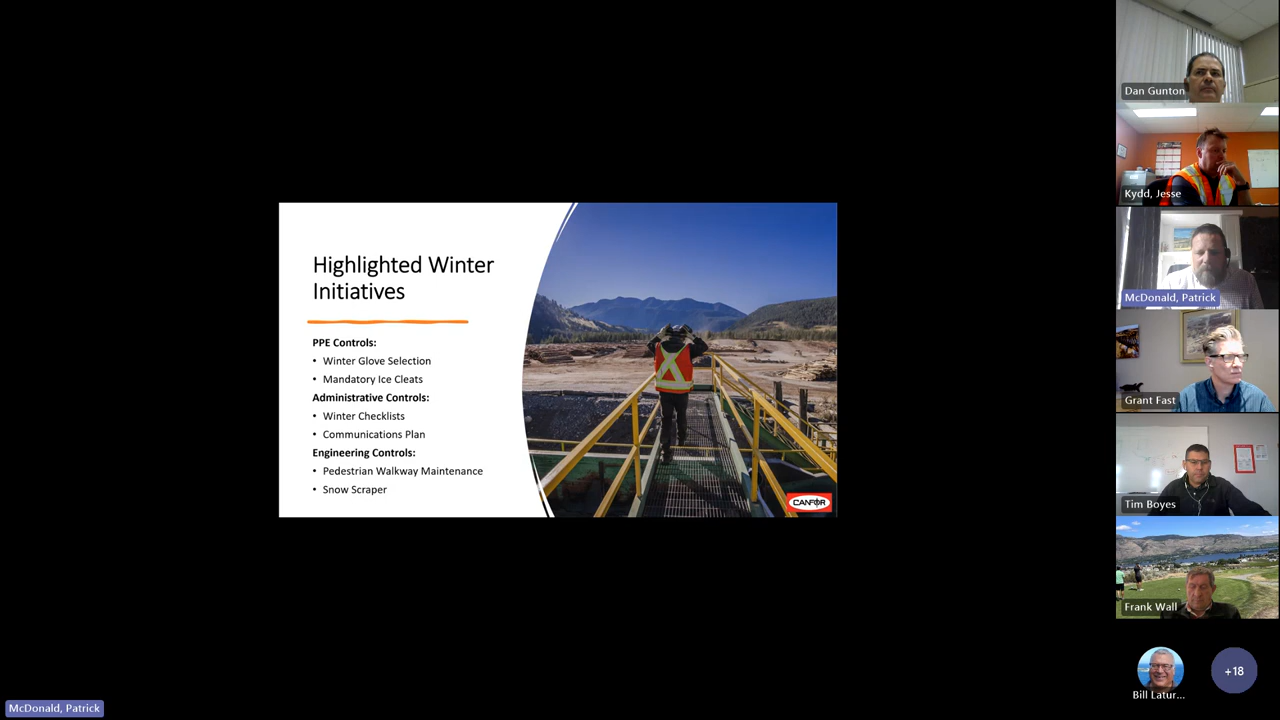 Highlighted Winter
Initiatives
PPE Controls:
• Winter Glove Selection
• Mandatory Ice Cleats
Administrative Controls:
• Winter Checklists
• Communications Plan
Engineering Controls:
• Pedestrian Walkway Maintenance
• Snow Scraper
CANFOR
Dan Gunton
Kydd, Jesse
McDonald, Patrick
Grant Fast
Tim Boyes
Frank Wall
Bill Latur...
+18
McDonald, Patrick